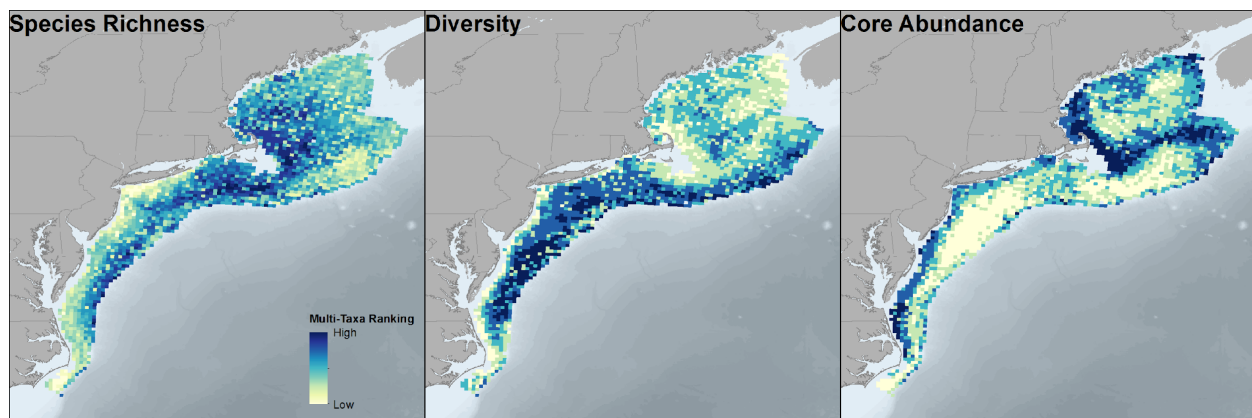 Species Richness
Diversity
Core Abundance
Multi-Taxa Ranking
High
Low